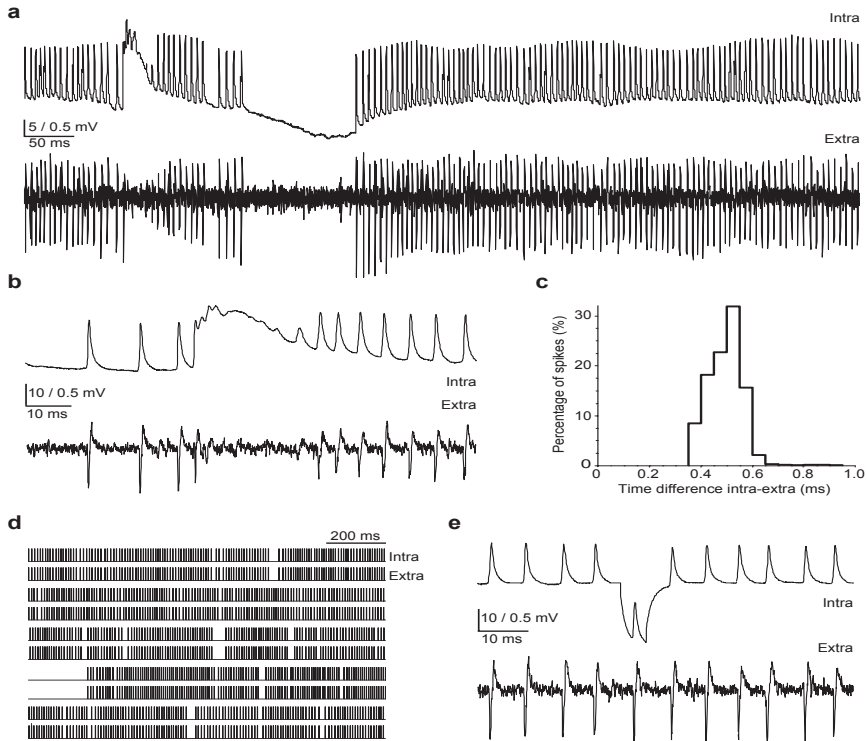 a
Intra
5 / 0.5 mV
50 ms
Extra
b
Intra
10 / 0.5 mV
Extra
10 ms
c
Percentage of spikes (%)
30
20
10
0
0 0.2 0.4 0.6 0.8 1.0
Time difference intra-extra (ms)
d
200 ms
Intra
Extra
e
Intra
10 / 0.5 mV
10 ms
Extra